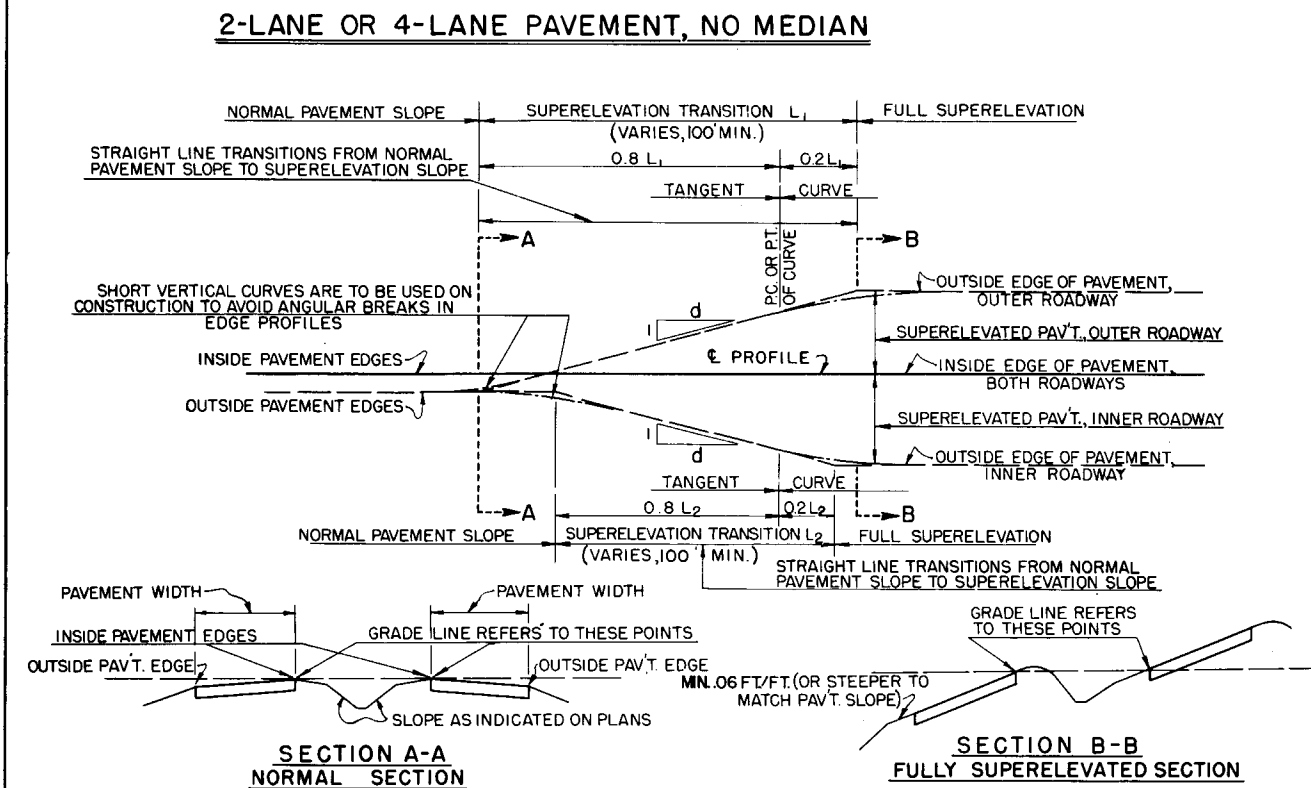 2-LANE OR 4-LANE PAVEMENT, NO MEDIAN
NORMAL PAVEMENT SLOPE
SUPERELEVATION TRANSITION L₁
(VARIES, 100' MIN.)
FULL SUPERELEVATION
STRAIGHT LINE TRANSITIONS FROM NORMAL
PAVEMENT SLOPE TO SUPERELEVATION SLOPE
0.8 L₁
0.2 L₁
TANGENT
CURVE
A
B
P.C. OR P.T.
OF CURVE
SHORT VERTICAL CURVES ARE TO BE USED ON
CONSTRUCTION TO AVOID ANGULAR BREAKS IN
EDGE PROFILES
d
1
OUTSIDE EDGE OF PAVEMENT,
OUTER ROADWAY
SUPERELEVATED PAV'T., OUTER ROADWAY
INSIDE PAVEMENT EDGES
℄ PROFILE
INSIDE EDGE OF PAVEMENT,
BOTH ROADWAYS
OUTSIDE PAVEMENT EDGES
SUPERELEVATED PAV'T., INNER ROADWAY
1
d
OUTSIDE EDGE OF PAVEMENT,
INNER ROADWAY
TANGENT
CURVE
A
0.8 L₂
0.2 L₂
B
NORMAL PAVEMENT SLOPE
SUPERELEVATION TRANSITION L₂
(VARIES, 100' MIN.)
FULL SUPERELEVATION
STRAIGHT LINE TRANSITIONS FROM NORMAL
PAVEMENT SLOPE TO SUPERELEVATION SLOPE
PAVEMENT WIDTH
PAVEMENT WIDTH
INSIDE PAVEMENT EDGES
GRADE LINE REFERS TO THESE POINTS
OUTSIDE PAV'T. EDGE
OUTSIDE PAV'T. EDGE
SLOPE AS INDICATED ON PLANS
SECTION A-A
NORMAL SECTION
GRADE LINE REFERS
TO THESE POINTS
MIN. .06 FT/FT. (OR STEEPER TO
MATCH PAV'T. SLOPE)
SECTION B-B
FULLY SUPERELEVATED SECTION